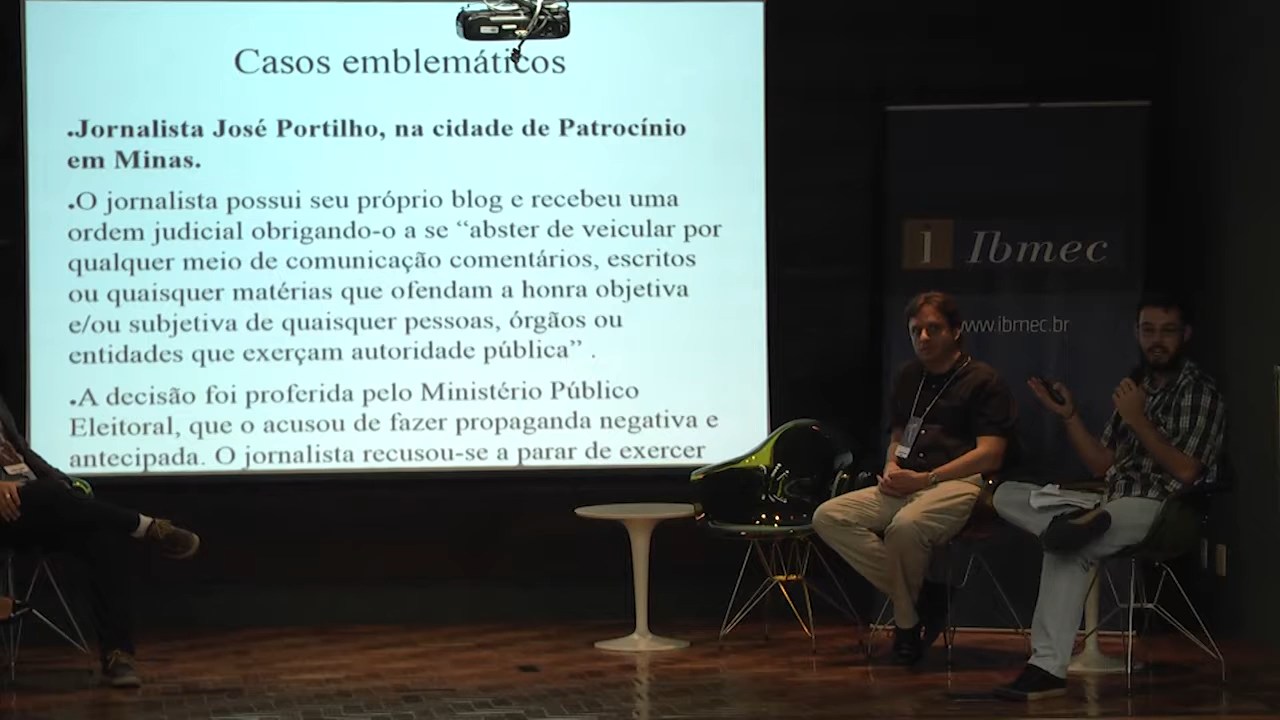 Casos emblemáticos
.Jornalista José Portilho, na cidade de Patrocínio
em Minas.
.O jornalista possui seu próprio blog e recebeu uma
ordem judicial obrigando-o a se “abster de veicular por
qualquer meio de comunicação comentários, escritos
ou quaisquer matérias que ofendam a honra objetiva
e/ou subjetiva de quaisquer pessoas, órgãos ou
entidades que exerçam autoridade pública” .
.A decisão foi proferida pelo Ministério Público
Eleitoral, que o acusou de fazer propaganda negativa e
antecipada. O jornalista recusou-se a parar de exercer
i Ibmec
www.ibmec.br